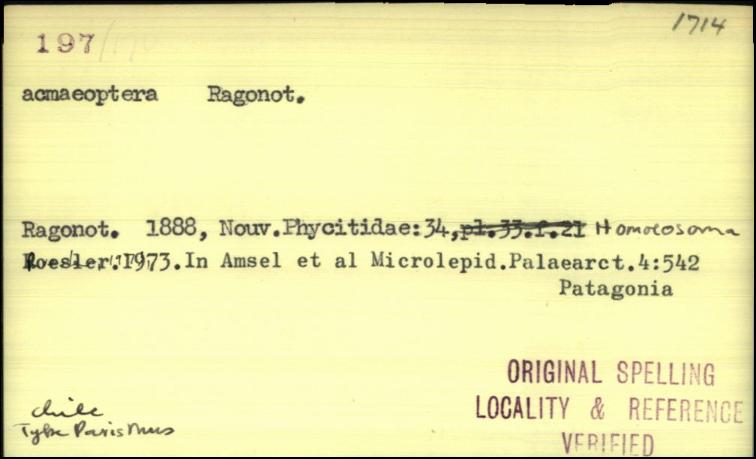 1714
197/170
acmaeoptera Ragonot.
Ragonot. 1888, Nouv.Phycitidae:34,pl.33.f.21 Homoeosoma
Roesler.1973.In Amsel et al Microlepid.Palaearct.4:542
Patagonia
ORIGINAL SPELLING
LOCALITY & REFERENCE
VERIFIED
Chile
Type Paris Mus